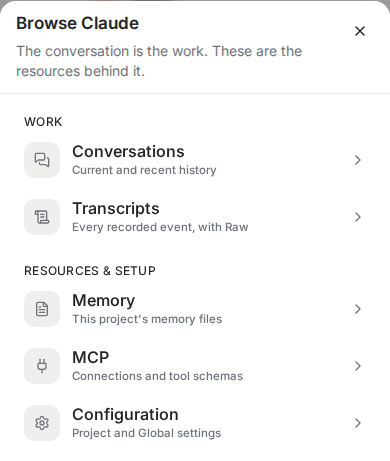 Browse Claude
The conversation is the work. These are the
resources behind it.
WORK
Conversations
Current and recent history
Transcripts
Every recorded event, with Raw
RESOURCES & SETUP
Memory
This project's memory files
MCP
Connections and tool schemas
Configuration
Project and Global settings